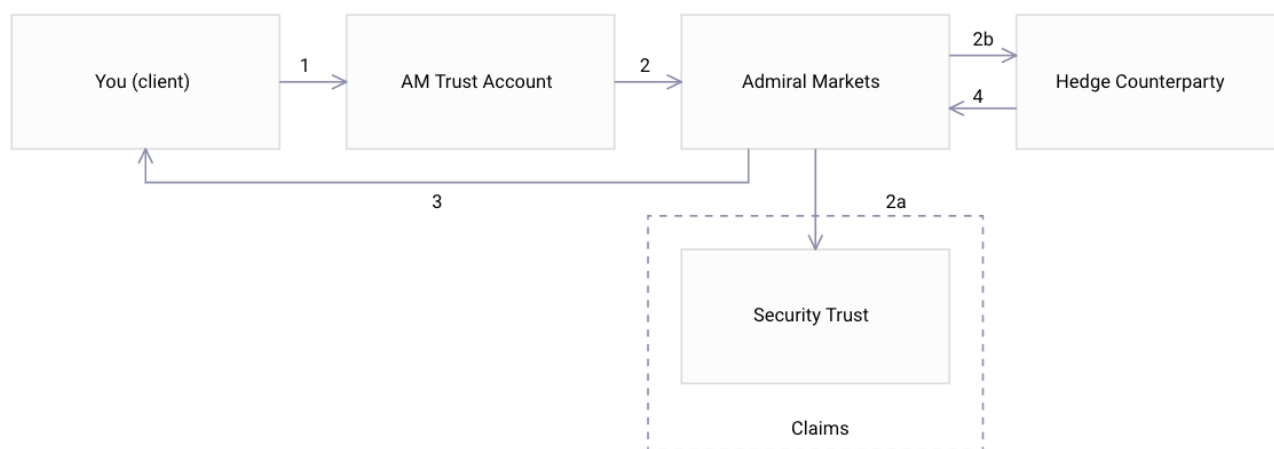 2b
1
2
You (client)
AM Trust Account
Admiral Markets
Hedge Counterparty
4
3
2a
Security Trust
Claims